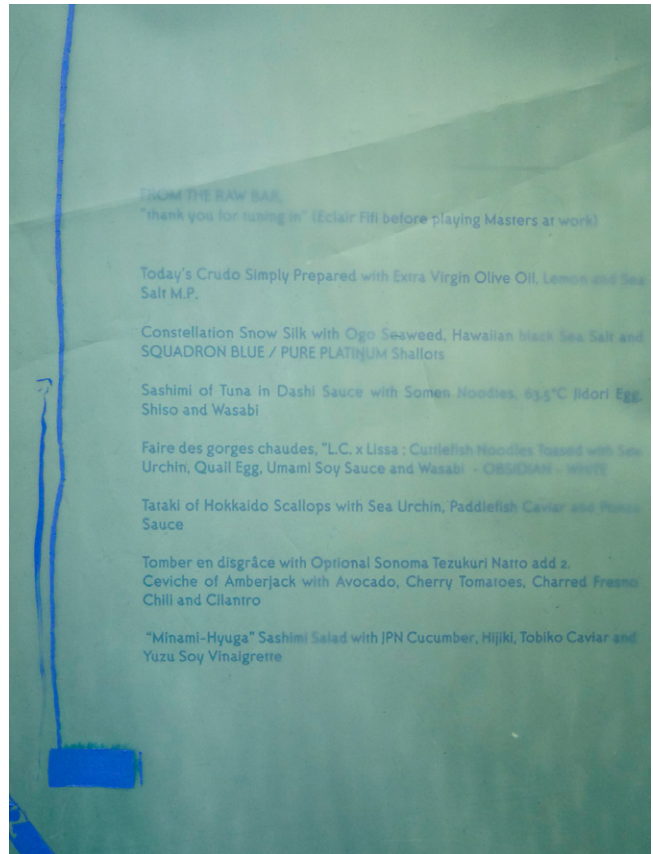 FROM THE RAW BAR,
"thank you for tuning in" (Eclair Fifi before playing Masters at work)
Today's Crudo Simply Prepared with Extra Virgin Olive Oil, Lemon and Sea
Salt M.P.
Constellation Snow Silk with Ogo Seaweed, Hawaiian black Sea Salt and
SQUADRON BLUE / PURE PLATINUM Shallots
Sashimi of Tuna in Dashi Sauce with Somen Noodles, 63.5°C Jidori Egg,
Shiso and Wasabi
Faire des gorges chaudes, "L.C. x Lissa : Cuttlefish Noodles Tossed with Sea
Urchin, Quail Egg, Umami Soy Sauce and Wasabi - OBSIDIAN - WHITE
Tataki of Hokkaido Scallops with Sea Urchin, Paddlefish Caviar and Ponzu
Sauce
Tomber en disgrâce with Optional Sonoma Tezukuri Natto add 2.
Ceviche of Amberjack with Avocado, Cherry Tomatoes, Charred Fresno
Chili and Cilantro
"Minami-Hyuga" Sashimi Salad with JPN Cucumber, Hijiki, Tobiko Caviar and
Yuzu Soy Vinaigrette